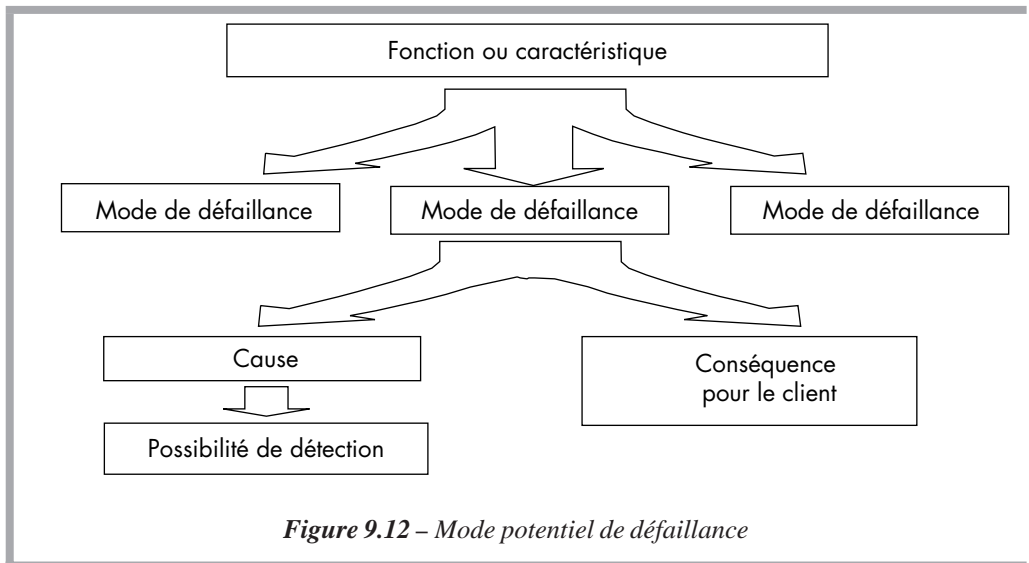 Fonction ou caractéristique
Mode de défaillance
Mode de défaillance
Mode de défaillance
Cause
Conséquence
pour le client
Possibilité de détection
Figure 9.12 – Mode potentiel de défaillance